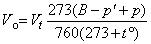 V₀=Vₜ 273(B - p' + p) / 760(273 + t°)